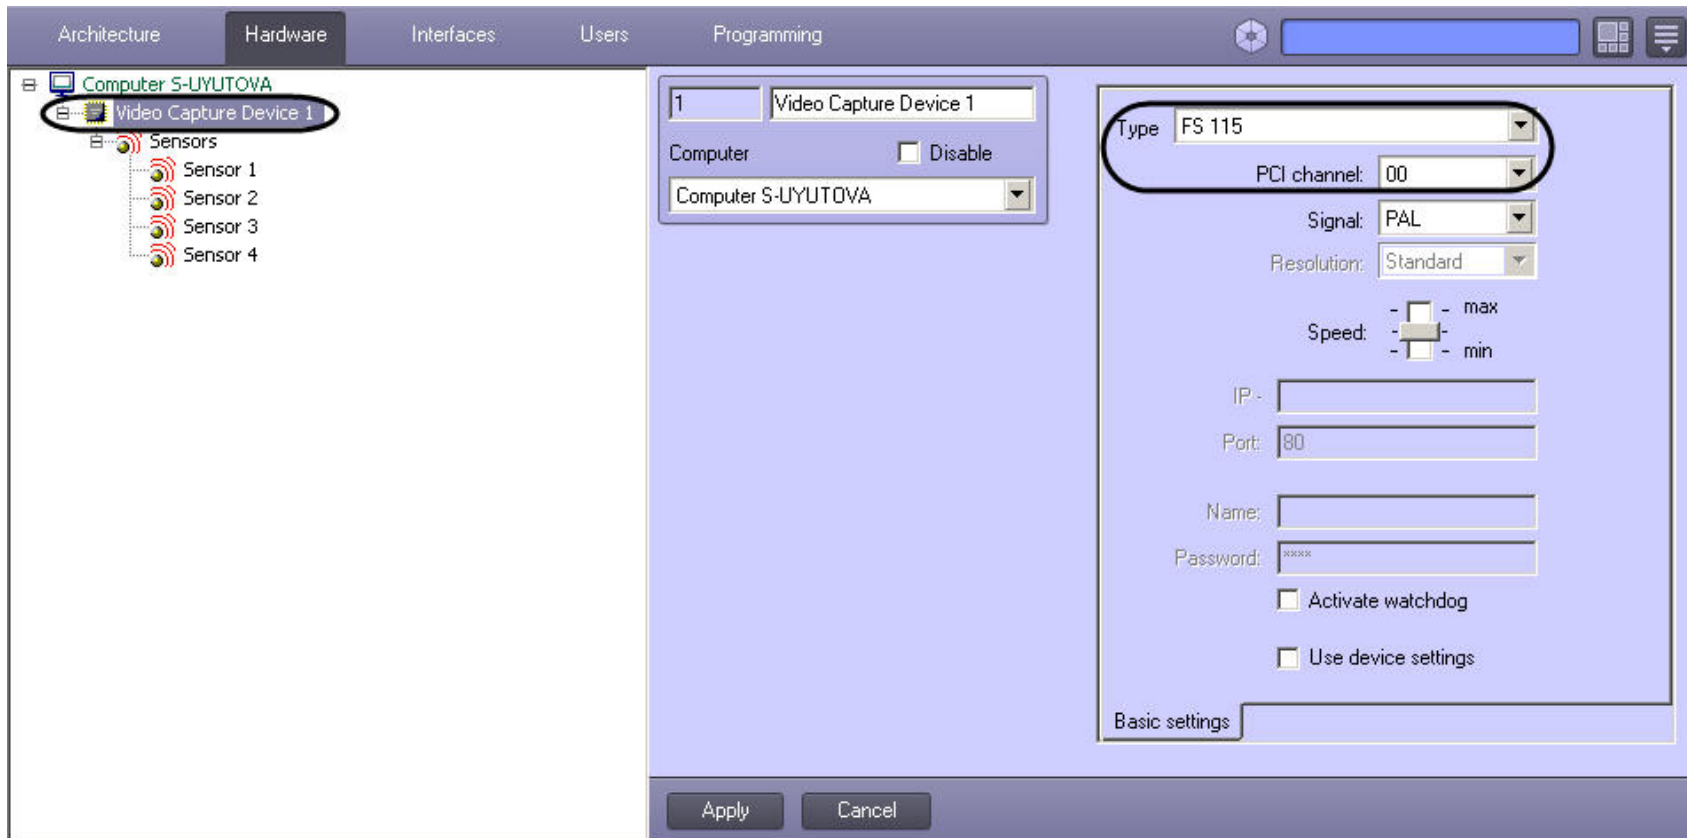 Architecture Hardware Interfaces Users Programming
Computer S-UYUTOVA
Video Capture Device 1
Sensors
Sensor 1
Sensor 2
Sensor 3
Sensor 4
1 Video Capture Device 1
Computer Disable
Computer S-UYUTOVA
Type FS 115
PCI channel: 00
Signal: PAL
Resolution: Standard
max
Speed:
min
IP -
Port: 80
Name:
Password: ****
Activate watchdog
Use device settings
Basic settings
Apply Cancel